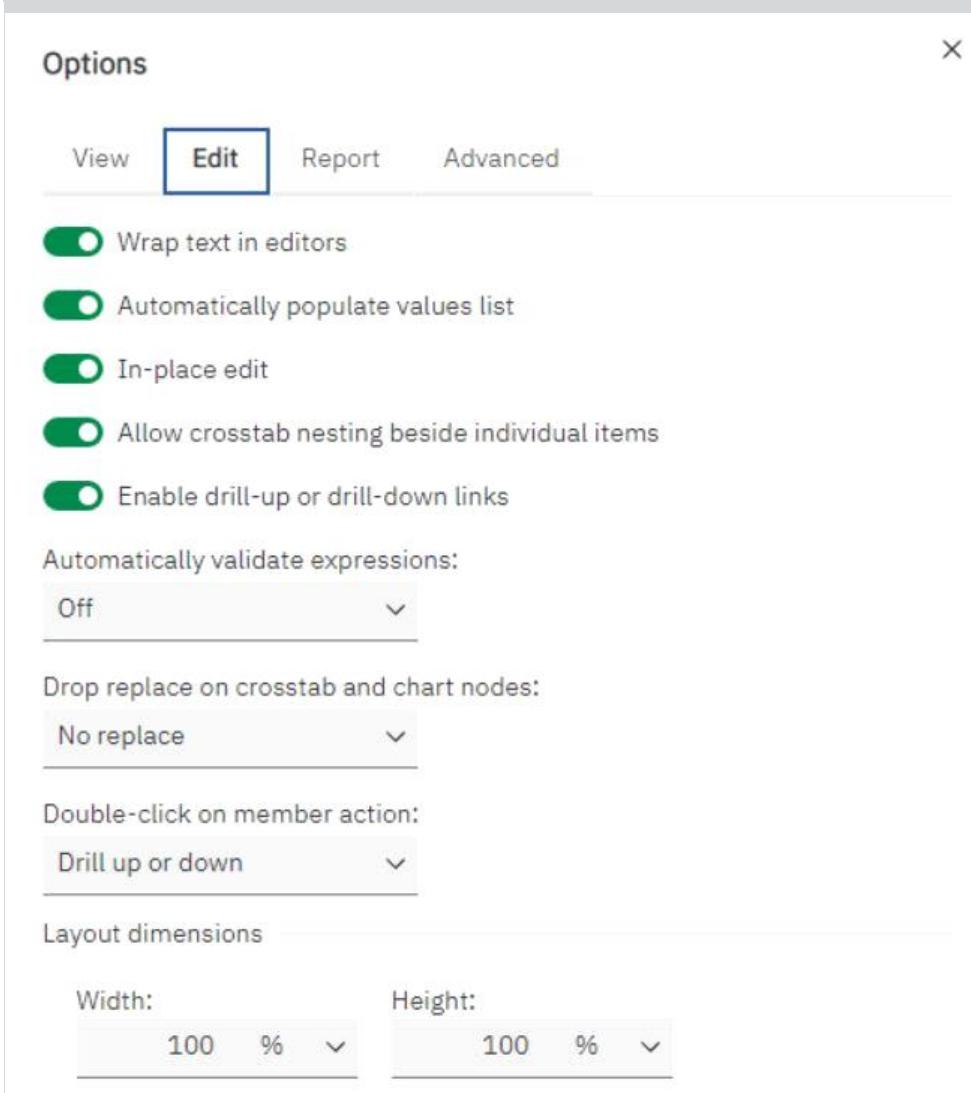 Options
View Edit Report Advanced
Wrap text in editors
Automatically populate values list
In-place edit
Allow crosstab nesting beside individual items
Enable drill-up or drill-down links
Automatically validate expressions:
Off
Drop replace on crosstab and chart nodes:
No replace
Double-click on member action:
Drill up or down
Layout dimensions
Width: Height:
100 % 100 %